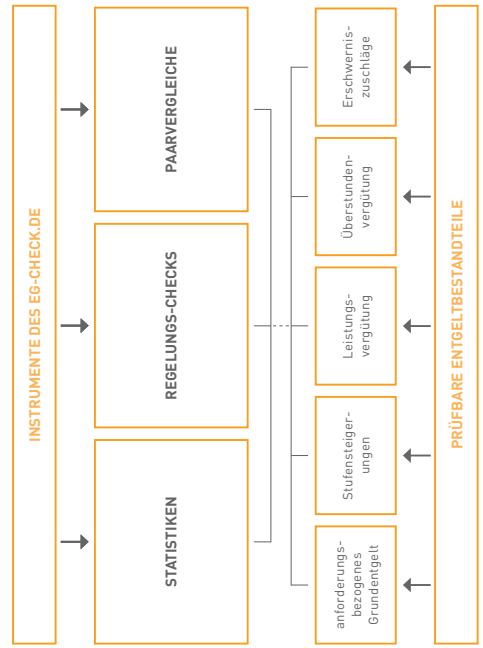 INSTRUMENTE DES EG-CHECK.DE
STATISTIKEN
REGELUNGS-CHECKS
PAARVERGLEICHE
anforderungs-
bezogenes
Grundentgelt
Stufensteiger-
ungen
Leistungs-
vergütung
Überstunden-
vergütung
Erschwernis-
zuschläge
PRÜFBARE ENTGELTBESTANDTEILE